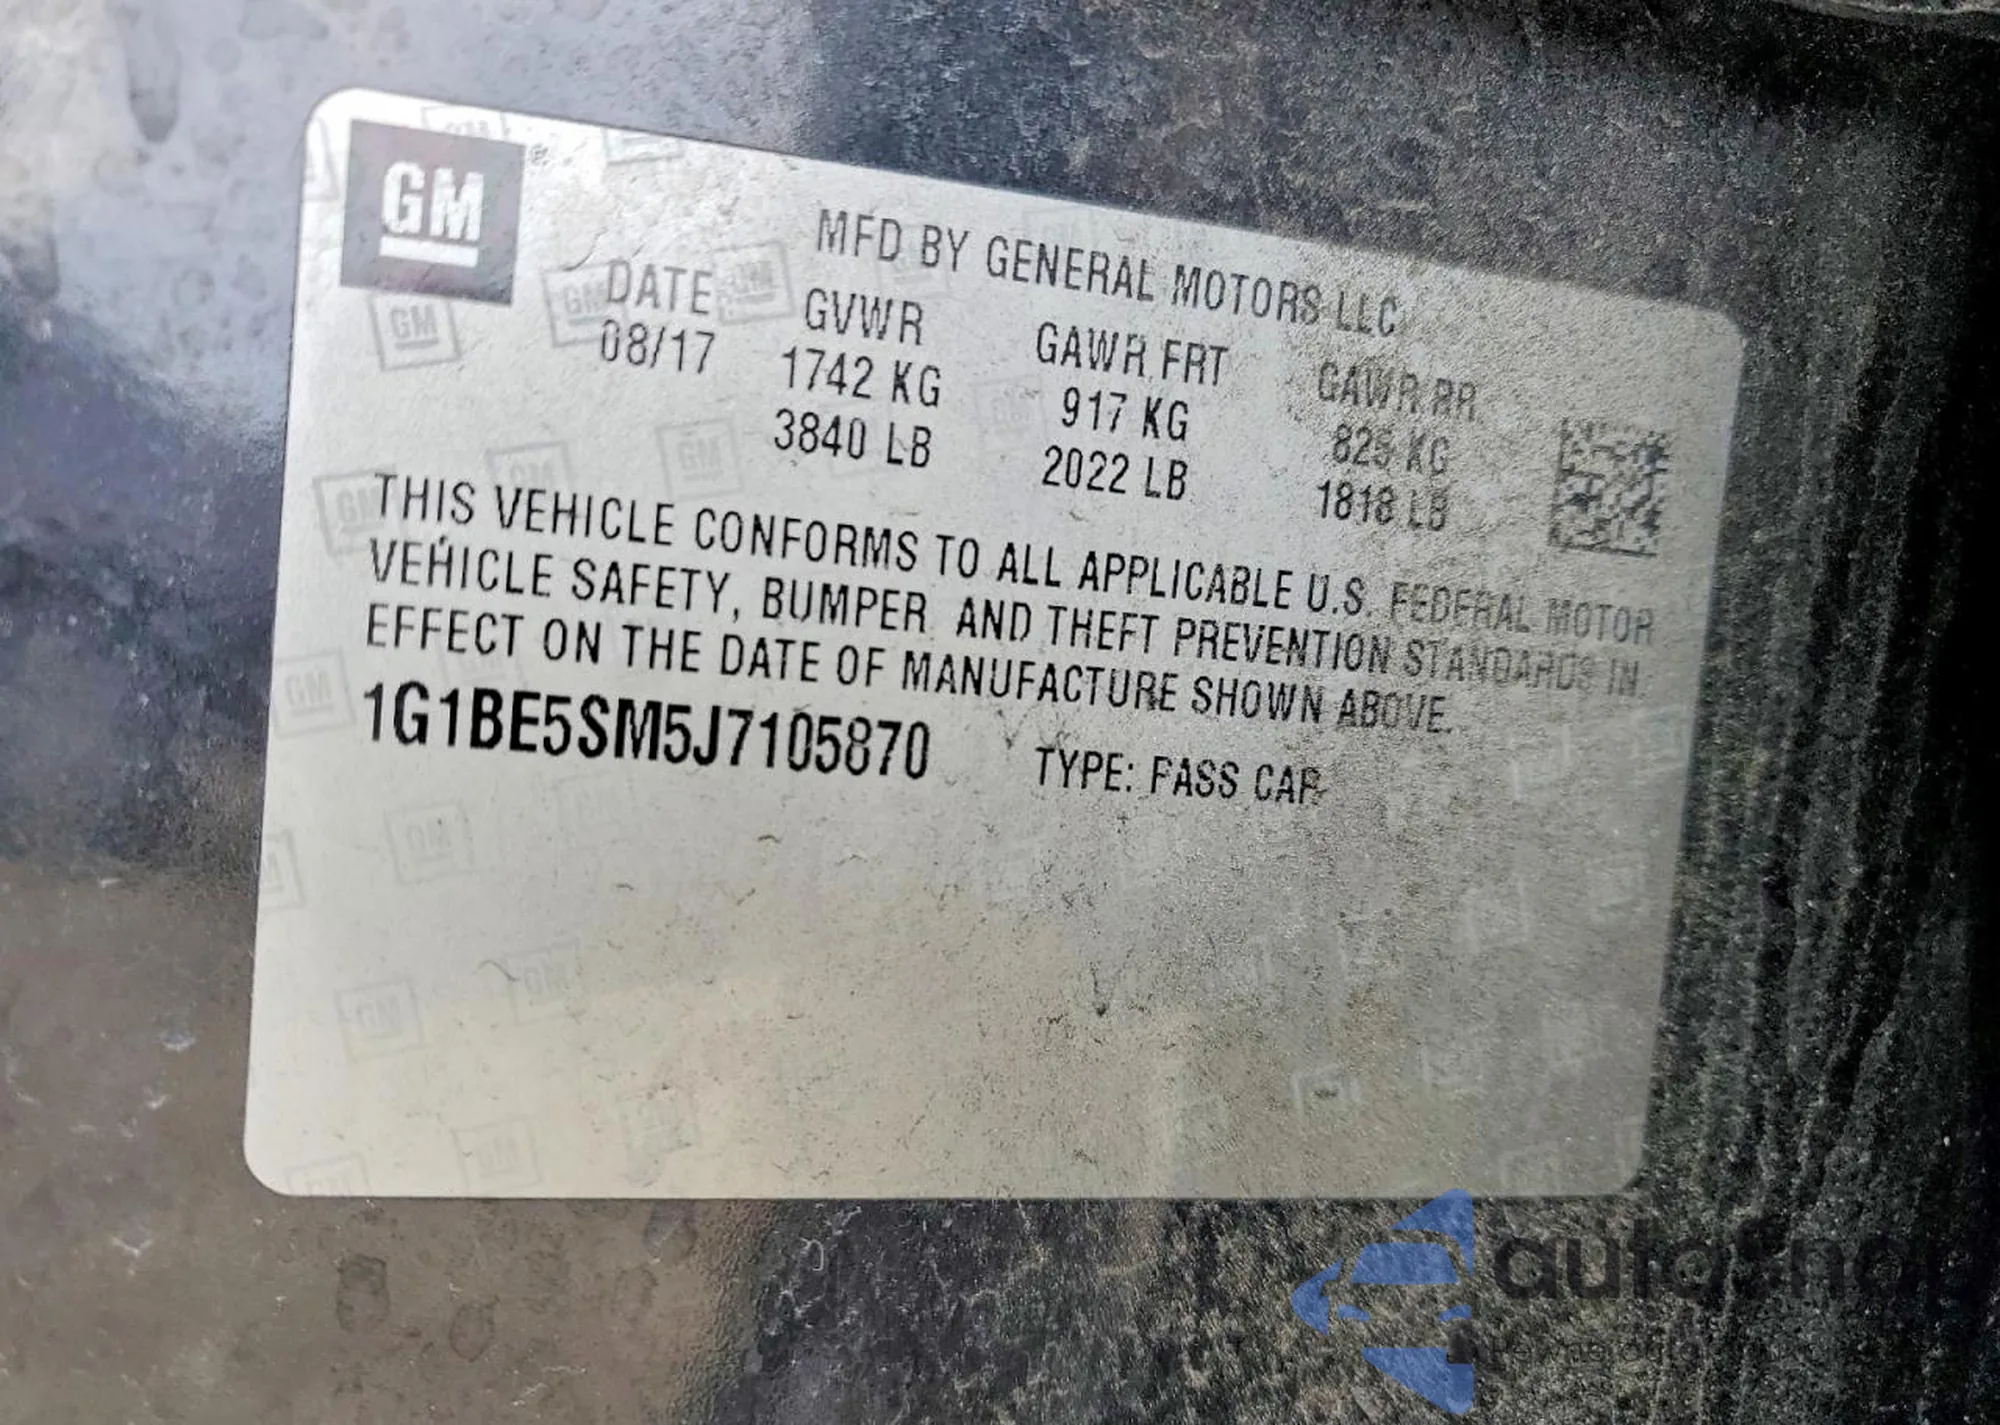 GM
MFD BY GENERAL MOTORS LLC
DATE GVWR GAWR FRT GAWR RR
08/17 1742 KG 917 KG 825 KG
3840 LB 2022 LB 1818 LB
THIS VEHICLE CONFORMS TO ALL APPLICABLE U.S. FEDERAL MOTOR
VEHICLE SAFETY, BUMPER AND THEFT PREVENTION STANDARDS IN
EFFECT ON THE DATE OF MANUFACTURE SHOWN ABOVE.
1G1BE5SM5J7105870 TYPE: PASS CAR